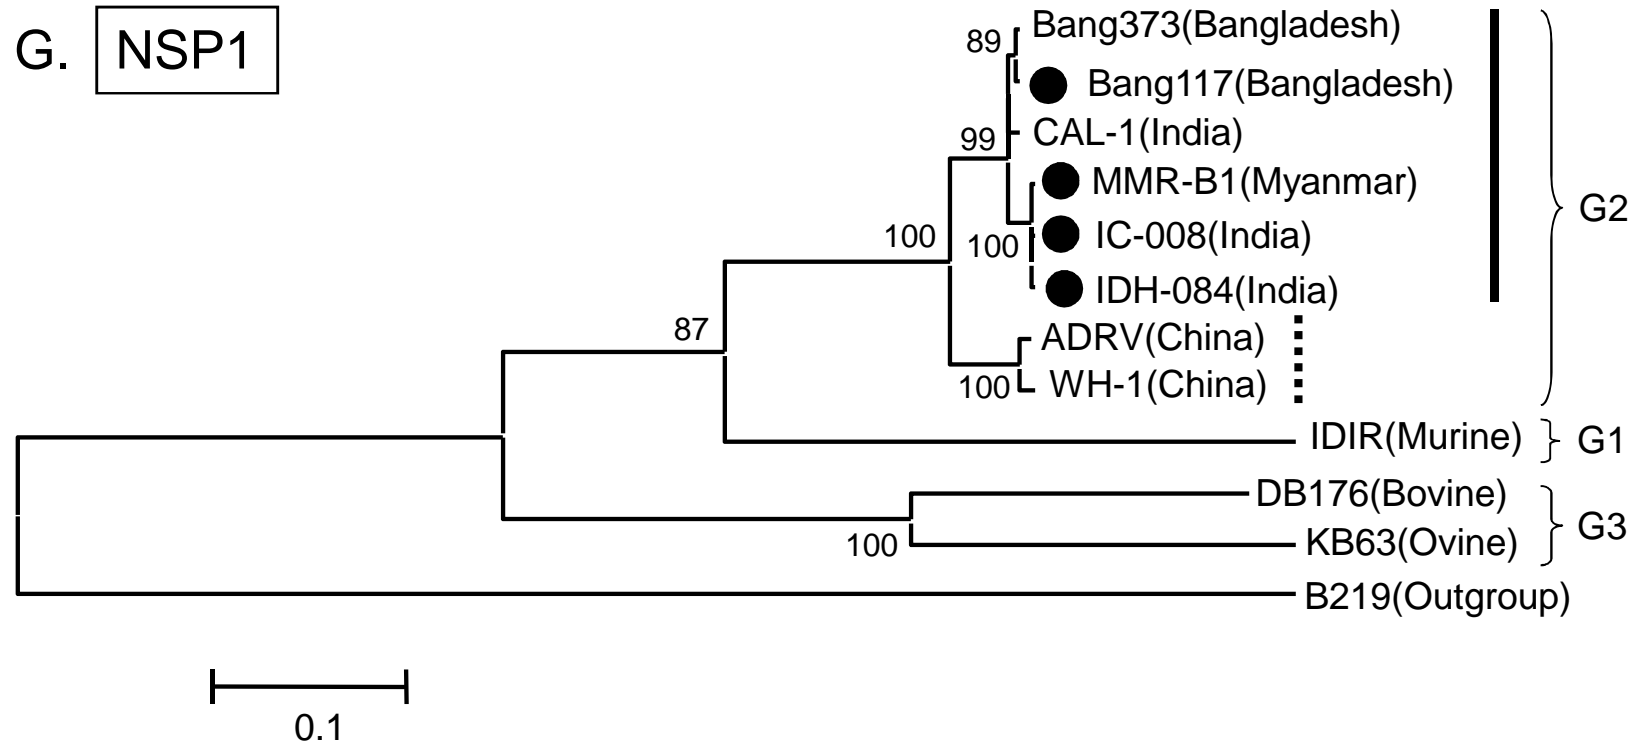 G. NSP1
89
Bang373(Bangladesh)
Bang117(Bangladesh)
99
CAL-1(India)
MMR-B1(Myanmar)
G2
100
100
IC-008(India)
IDH-084(India)
87
ADRV(China)
100
WH-1(China)
IDIR(Murine)
G1
DB176(Bovine)
G3
100
KB63(Ovine)
B219(Outgroup)
0.1